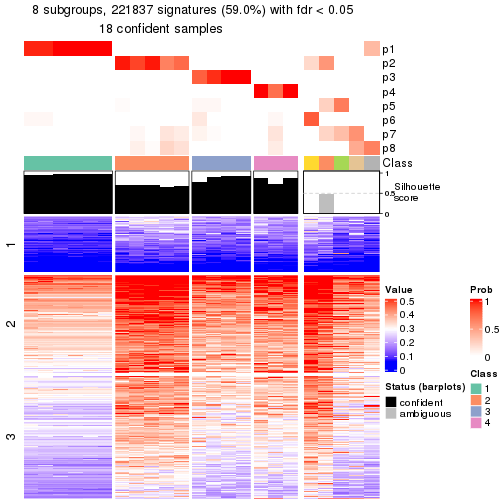 8 subgroups, 221837 signatures (59.0%) with fdr < 0.05
18 confident samples
p1
p2
p3
p4
p5
p6
p7
p8
Class
1
0.5
0
Silhouette
score
1
2
3
Value
0.5
0.4
0.3
0.2
0.1
0
Prob
1
0.5
0
Status (barplots)
confident
ambiguous
Class
1
2
3
4